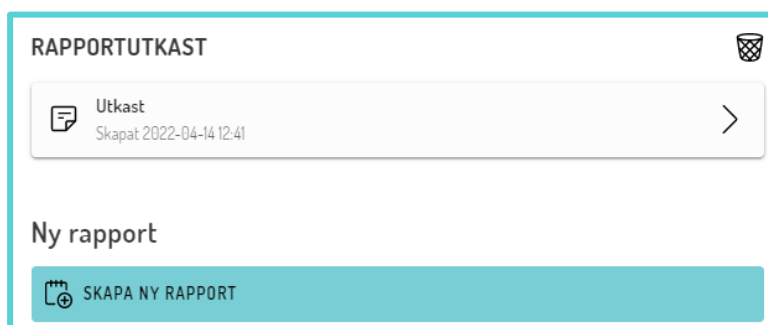 RAPPORTUTKAST
Utkast
Skapat 2022-04-14 12:41
Ny rapport
SKAPA NY RAPPORT